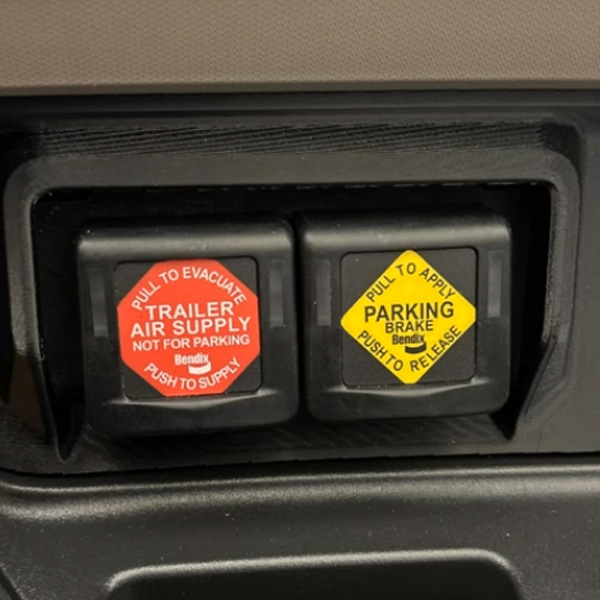 PULL TO EVACUATE
TRAILER
AIR SUPPLY
NOT FOR PARKING
Bendix
PUSH TO SUPPLY
PULL TO APPLY
PARKING
BRAKE
Bendix
PUSH TO RELEASE